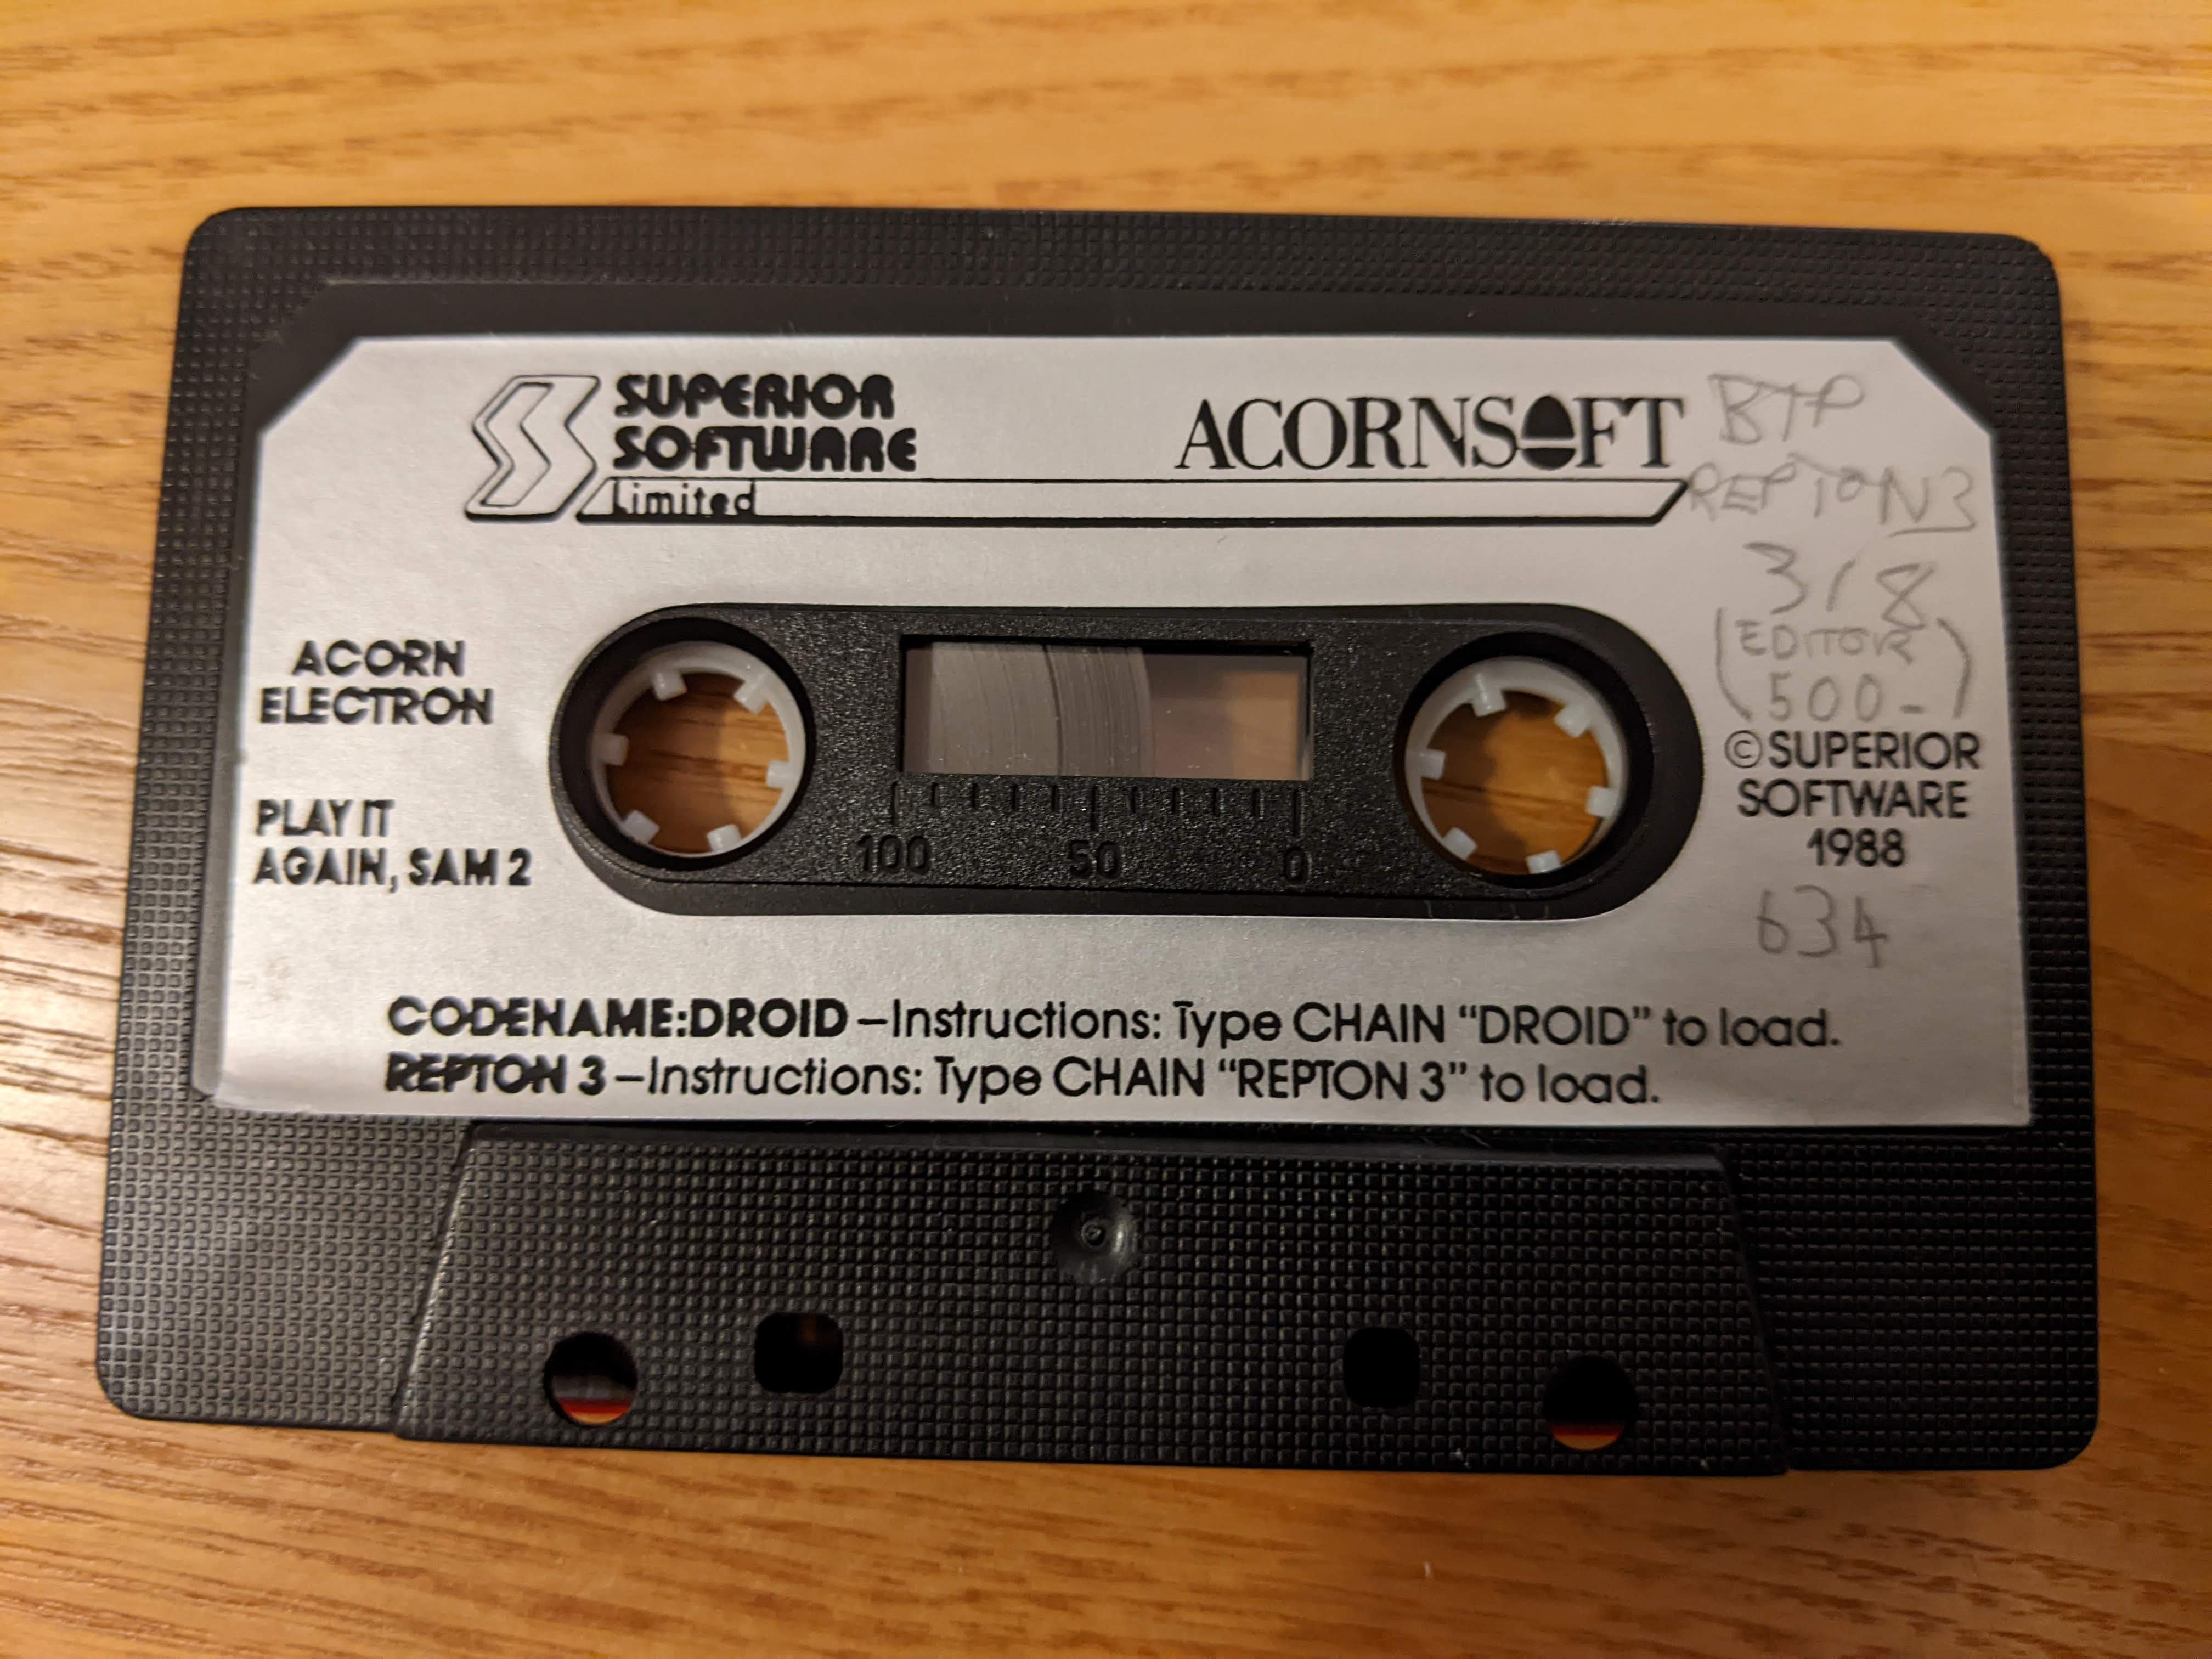 SUPERIOR
SOFTWARE
Limited
ACORNSOFT
BTP
REPTON 3
318
(EDITOR
500-)
ACORN
ELECTRON
PLAY IT
AGAIN, SAM 2
100 50 0
©SUPERIOR
SOFTWARE
1988
634
CODENAME:DROID –Instructions: Type CHAIN “DROID” to load.
REPTON 3 –Instructions: Type CHAIN “REPTON 3” to load.